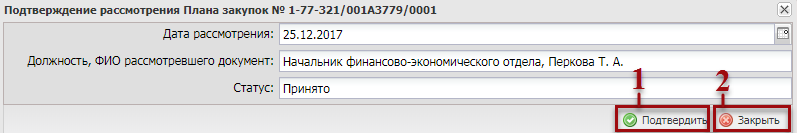 Подтверждение рассмотрения Плана закупок № 1-77-321/001А3779/0001
Дата рассмотрения: 25.12.2017
Должность, ФИО рассмотревшего документ: Начальник финансово-экономического отдела, Перкова Т. А.
Статус: Принято
1 2
Подтвердить Закрыть